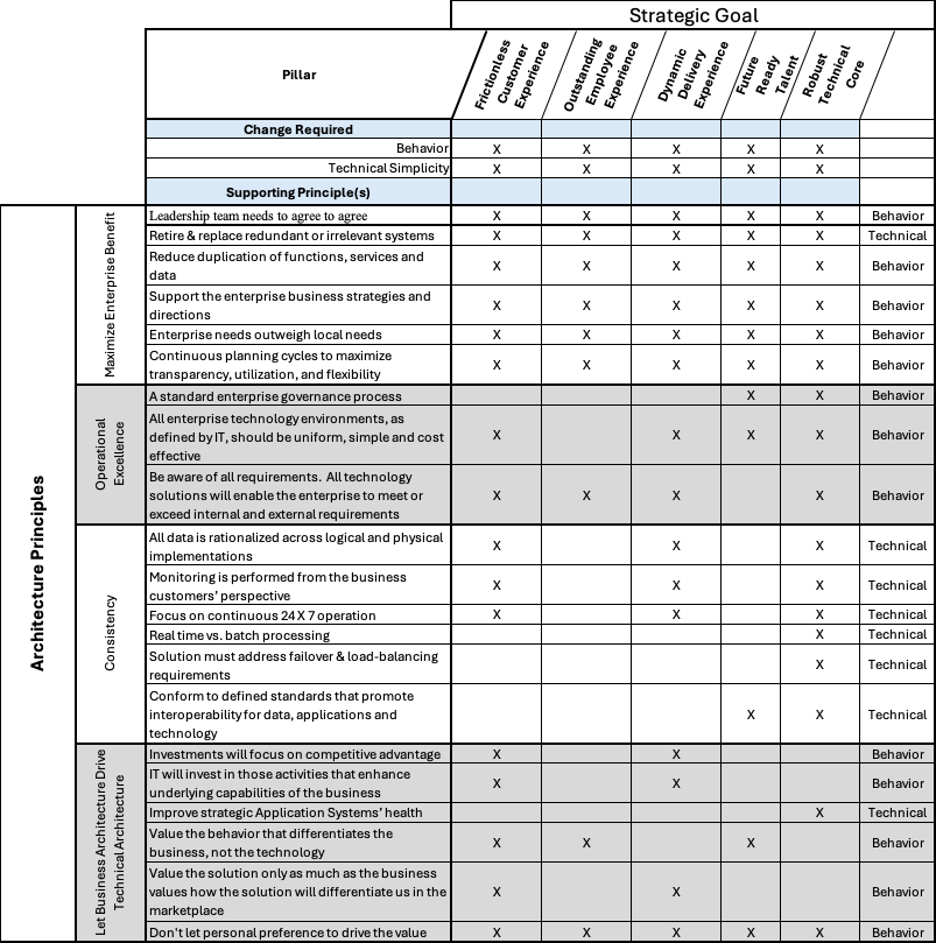 Strategic Goal
Pillar
Frictionless
Customer
Experience
Outstanding
Employee
Experience
Dynamic
Delivery
Experience
Future
Ready
Talent
Robust
Technical
Core
Change Required
Behavior X X X X X
Technical Simplicity X X X X X
Supporting Principle(s)
Architecture Principles
Maximize Enterprise Benefit
Leadership team needs to agree to agree X X X X X Behavior
Retire & replace redundant or irrelevant systems X X X X X Technical
Reduce duplication of functions, services and
data X X X X X Behavior
Support the enterprise business strategies and
directions X X X X X Behavior
Enterprise needs outweigh local needs X X X X X Behavior
Continuous planning cycles to maximize
transparency, utilization, and flexibility X X X X X Behavior
Operational
Excellence
A standard enterprise governance process X X Behavior
All enterprise technology environments, as
defined by IT, should be uniform, simple and cost X X X X Behavior
effective
Be aware of all requirements. All technology
solutions will enable the enterprise to meet or X X X X Behavior
exceed internal and external requirements
Consistency
All data is rationalized across logical and physical
implementations X X X Technical
Monitoring is performed from the business
customers' perspective X X X Technical
Focus on continuous 24 X 7 operation X X X Technical
Real time vs. batch processing X Technical
Solution must address failover & load-balancing
requirements X Technical
Conform to defined standards that promote
interoperability for data, applications and X X Technical
technology
Let Business Architecture Drive
Technical Architecture
Investments will focus on competitive advantage X X Behavior
IT will invest in those activities that enhance
underlying capabilities of the business X X Behavior
Improve strategic Application Systems' health X Technical
Value the behavior that differentiates the
business, not the technology X X X Behavior
Value the solution only as much as the business
values how the solution will differentiate us in the X X Behavior
marketplace
Don't let personal preference to drive the value X X X X X Behavior